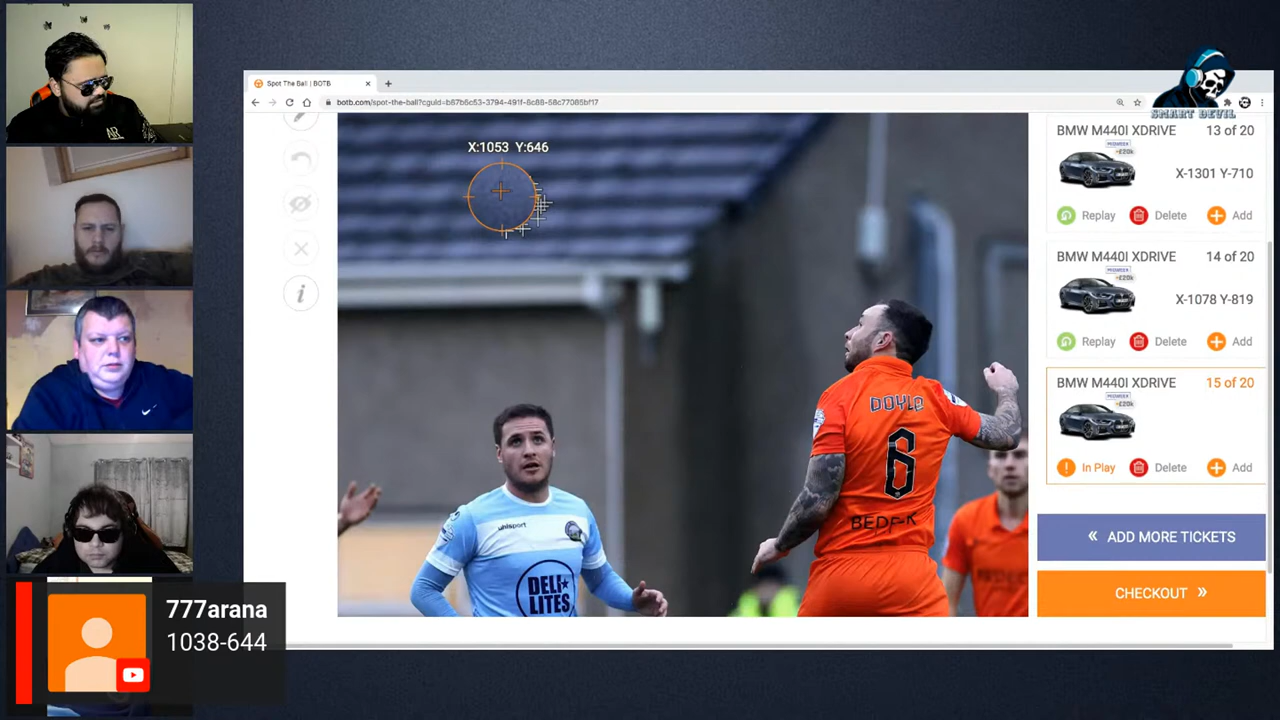 Spot The Ball | BOTB
botb.com/spot-the-ball?cguid=b87b6c53-3794-491f-8c88-58c77085bf17
SMART DEVIL
X:1053 Y:646
BMW M440I XDRIVE 13 of 20
+£20k
X-1301 Y-710
Replay Delete Add
BMW M440I XDRIVE 14 of 20
+£20k
X-1078 Y-819
Replay Delete Add
BMW M440I XDRIVE 15 of 20
+£20k
In Play Delete Add
« ADD MORE TICKETS
CHECKOUT »
DOYLE
6
uhlsport
DELI
LITES
777arana
1038-644